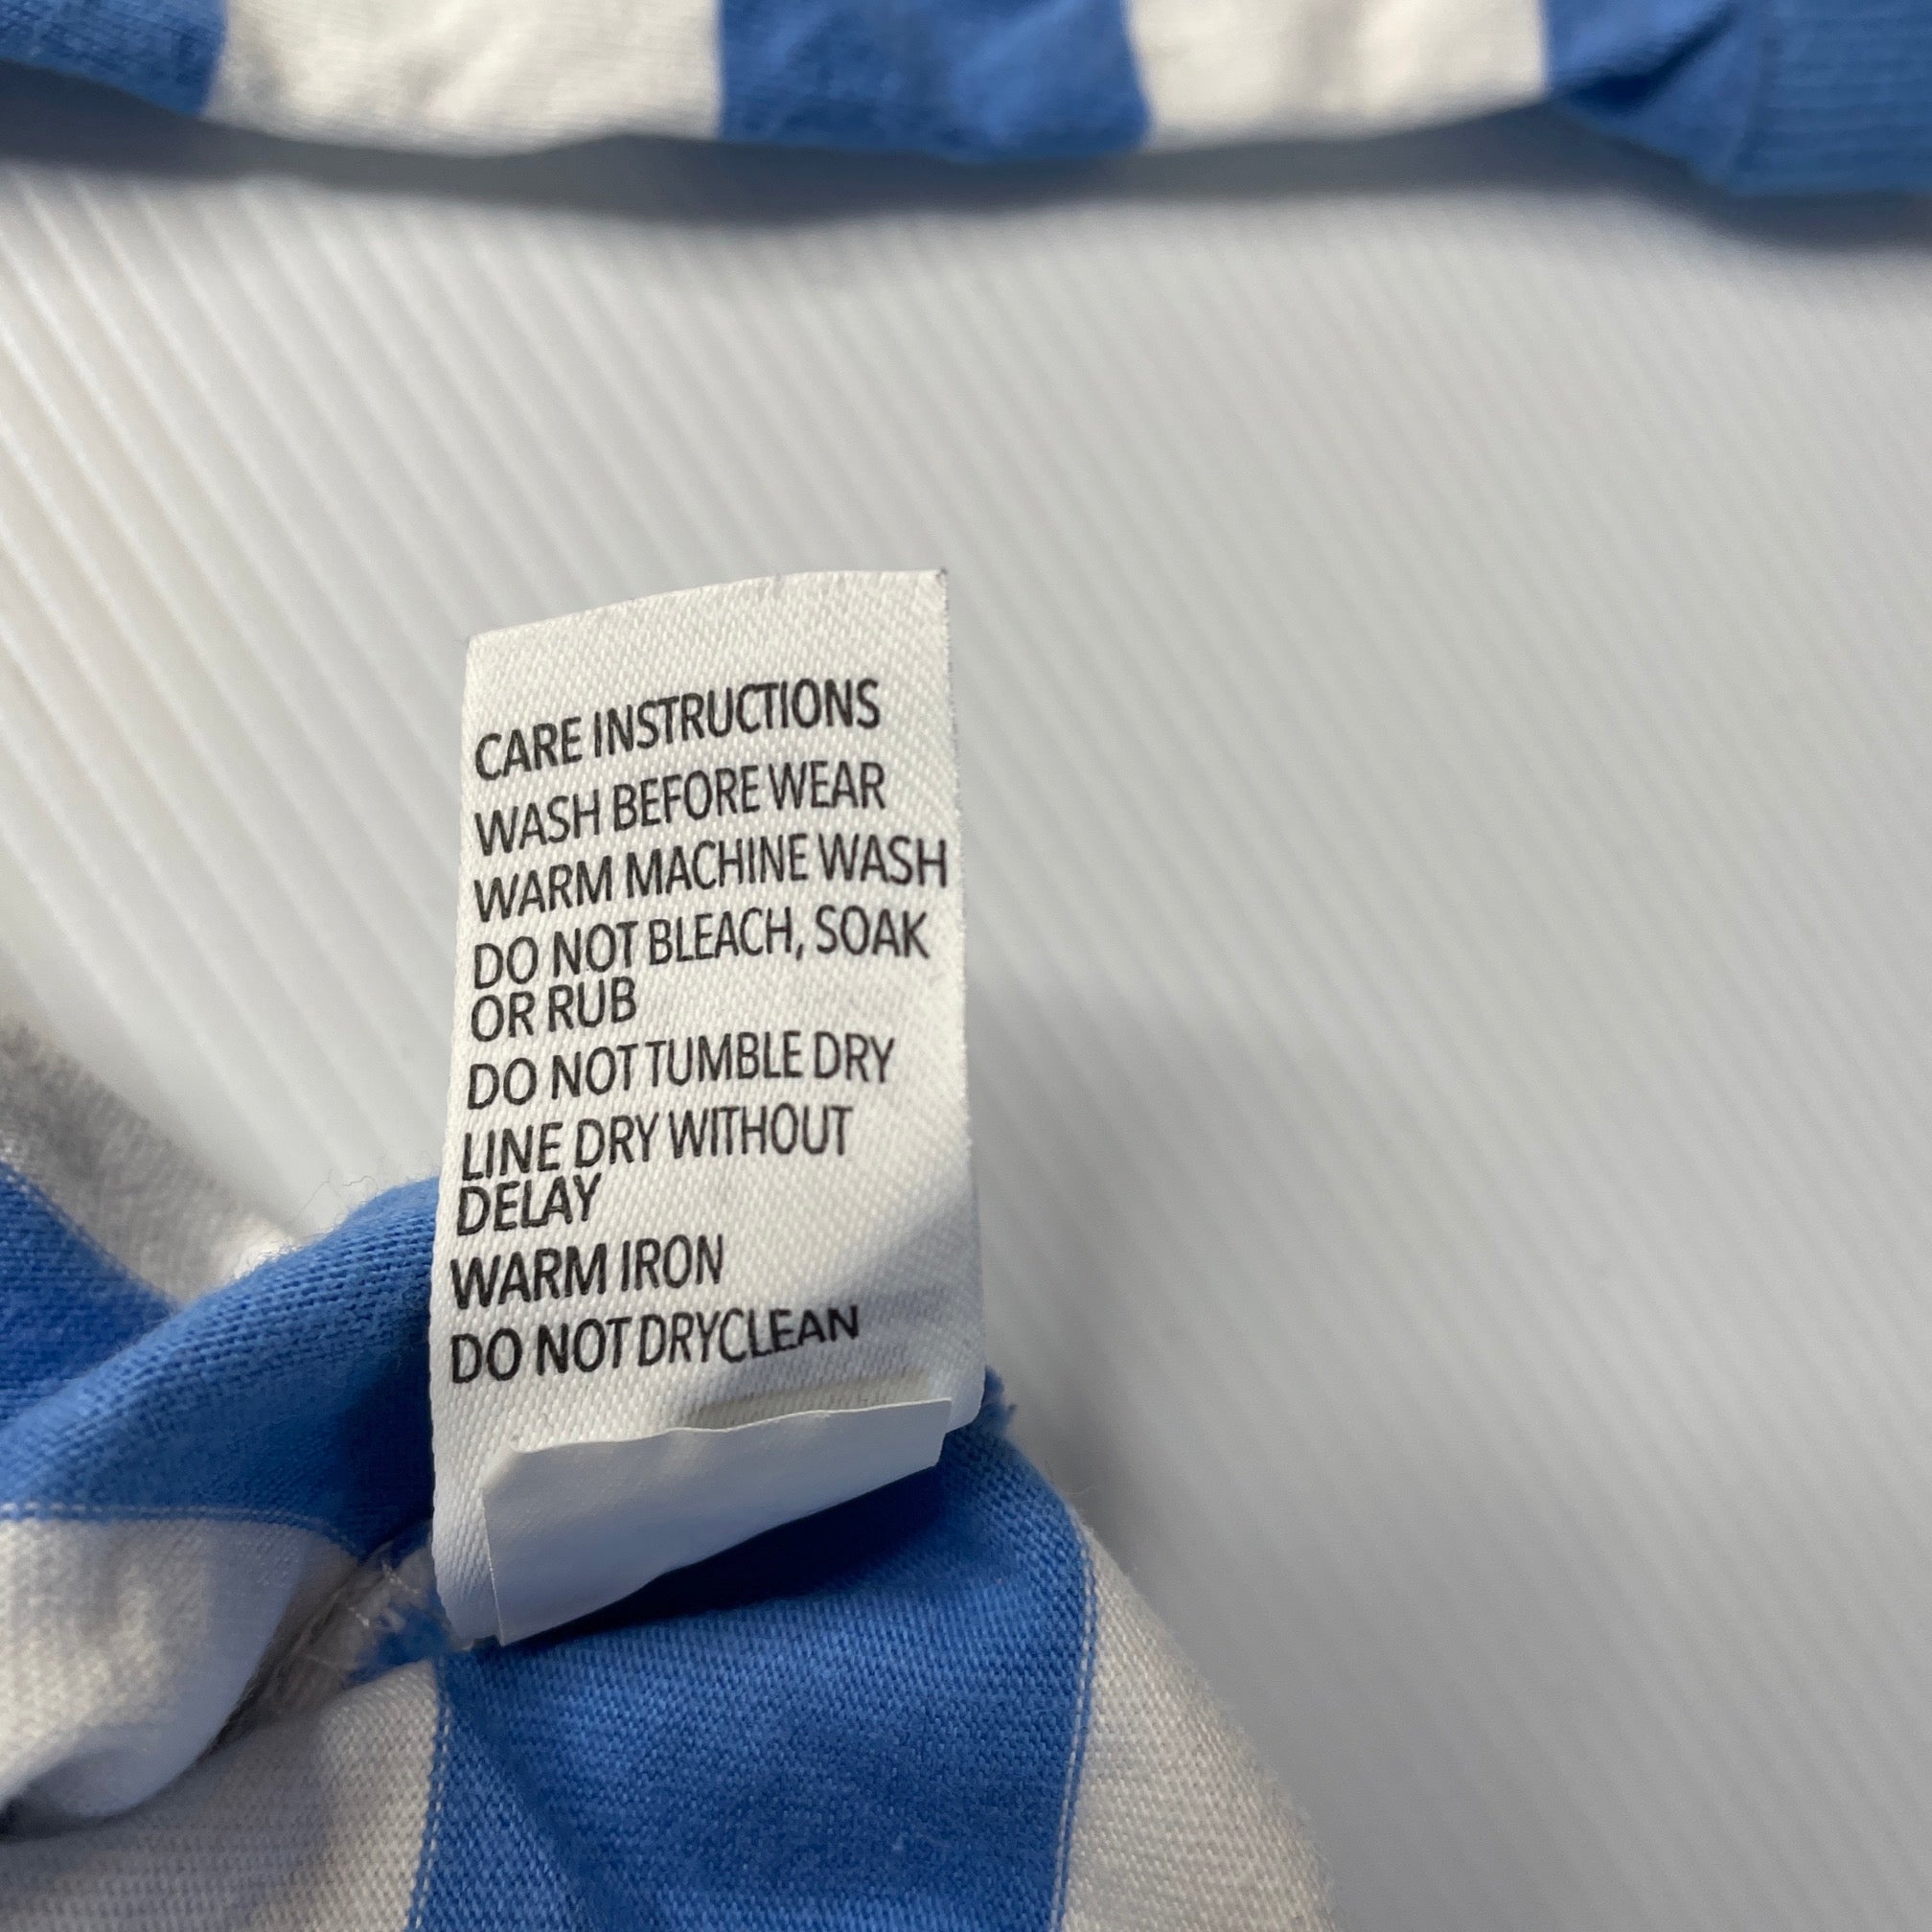 CARE INSTRUCTIONS
WASH BEFORE WEAR
WARM MACHINE WASH
DO NOT BLEACH, SOAK
OR RUB
DO NOT TUMBLE DRY
LINE DRY WITHOUT
DELAY
WARM IRON
DO NOT DRYCLEAN